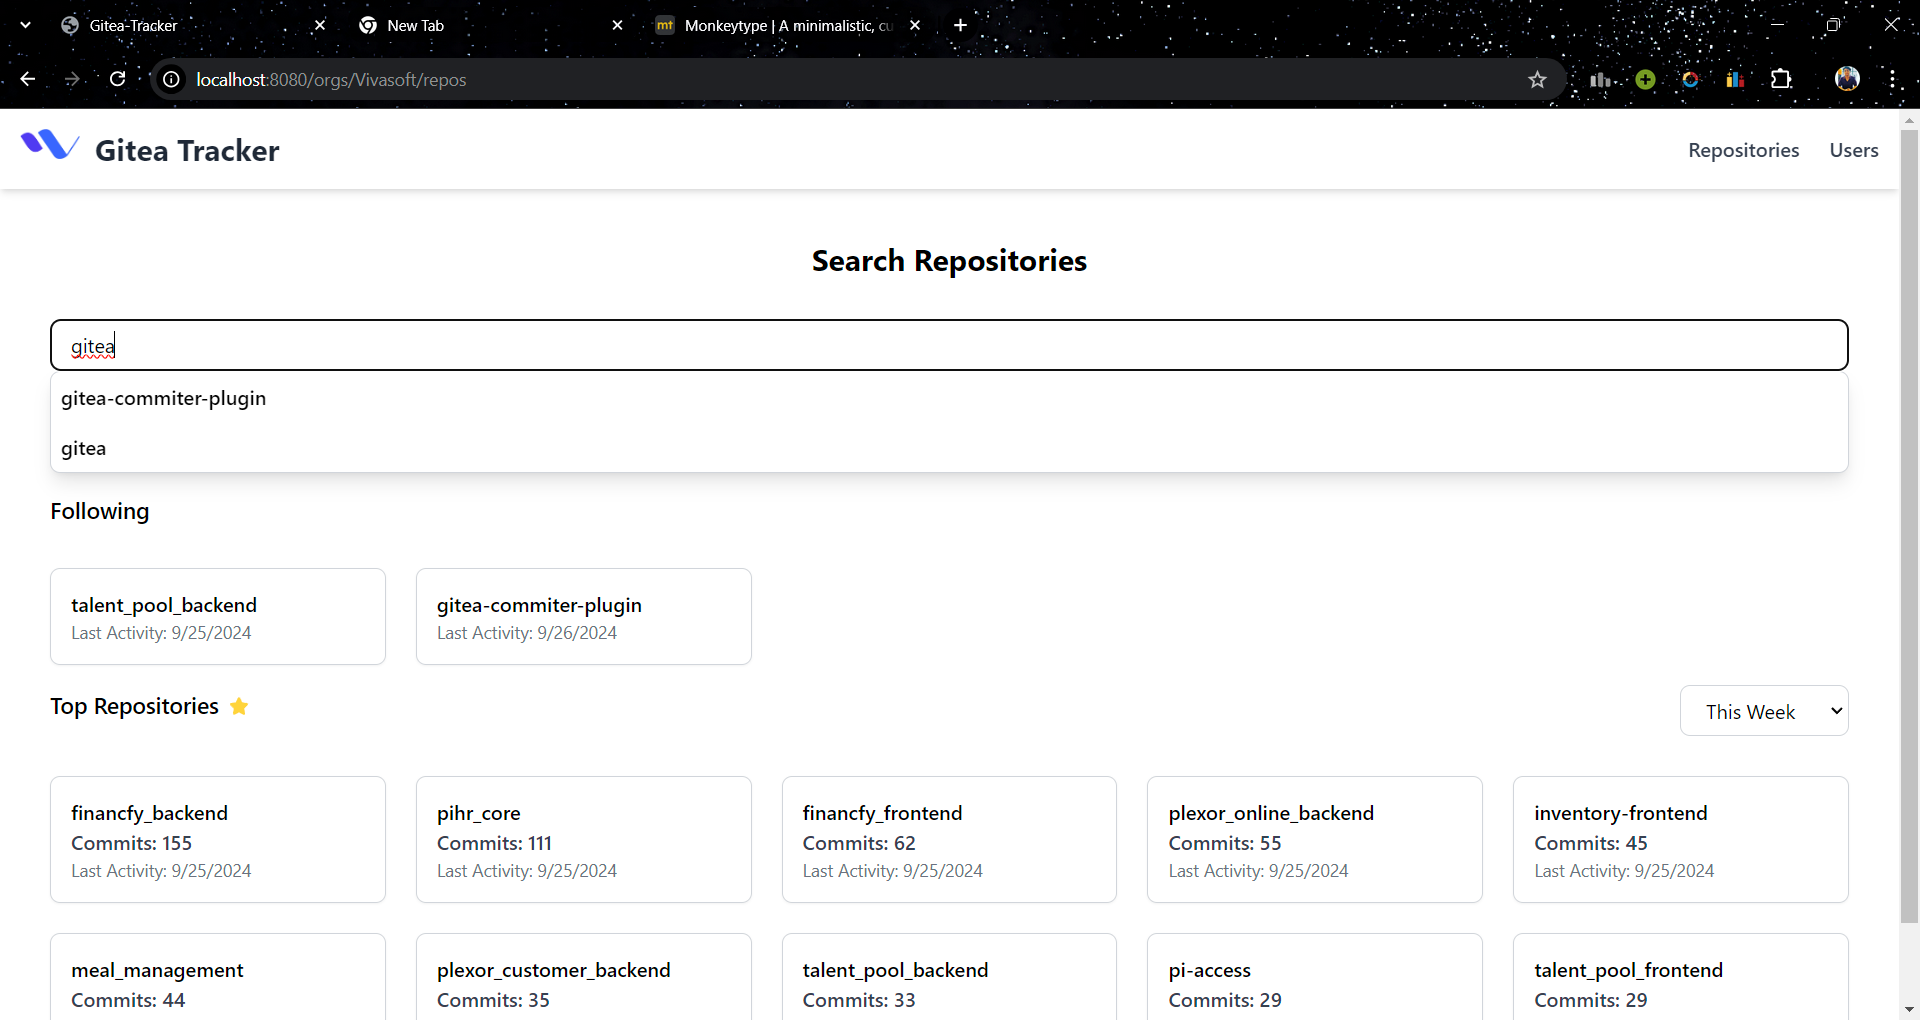 Gitea-Tracker
New Tab
mt Monkeytype | A minimalistic, cu
localhost:8080/orgs/Vivasoft/repos
Gitea Tracker
Repositories Users
Search Repositories
gitea
gitea-commiter-plugin
gitea
Following
talent_pool_backend
Last Activity: 9/25/2024
gitea-commiter-plugin
Last Activity: 9/26/2024
Top Repositories
This Week
financfy_backend
Commits: 155
Last Activity: 9/25/2024
pihr_core
Commits: 111
Last Activity: 9/25/2024
financfy_frontend
Commits: 62
Last Activity: 9/25/2024
plexor_online_backend
Commits: 55
Last Activity: 9/25/2024
inventory-frontend
Commits: 45
Last Activity: 9/25/2024
meal_management
Commits: 44
plexor_customer_backend
Commits: 35
talent_pool_backend
Commits: 33
pi-access
Commits: 29
talent_pool_frontend
Commits: 29